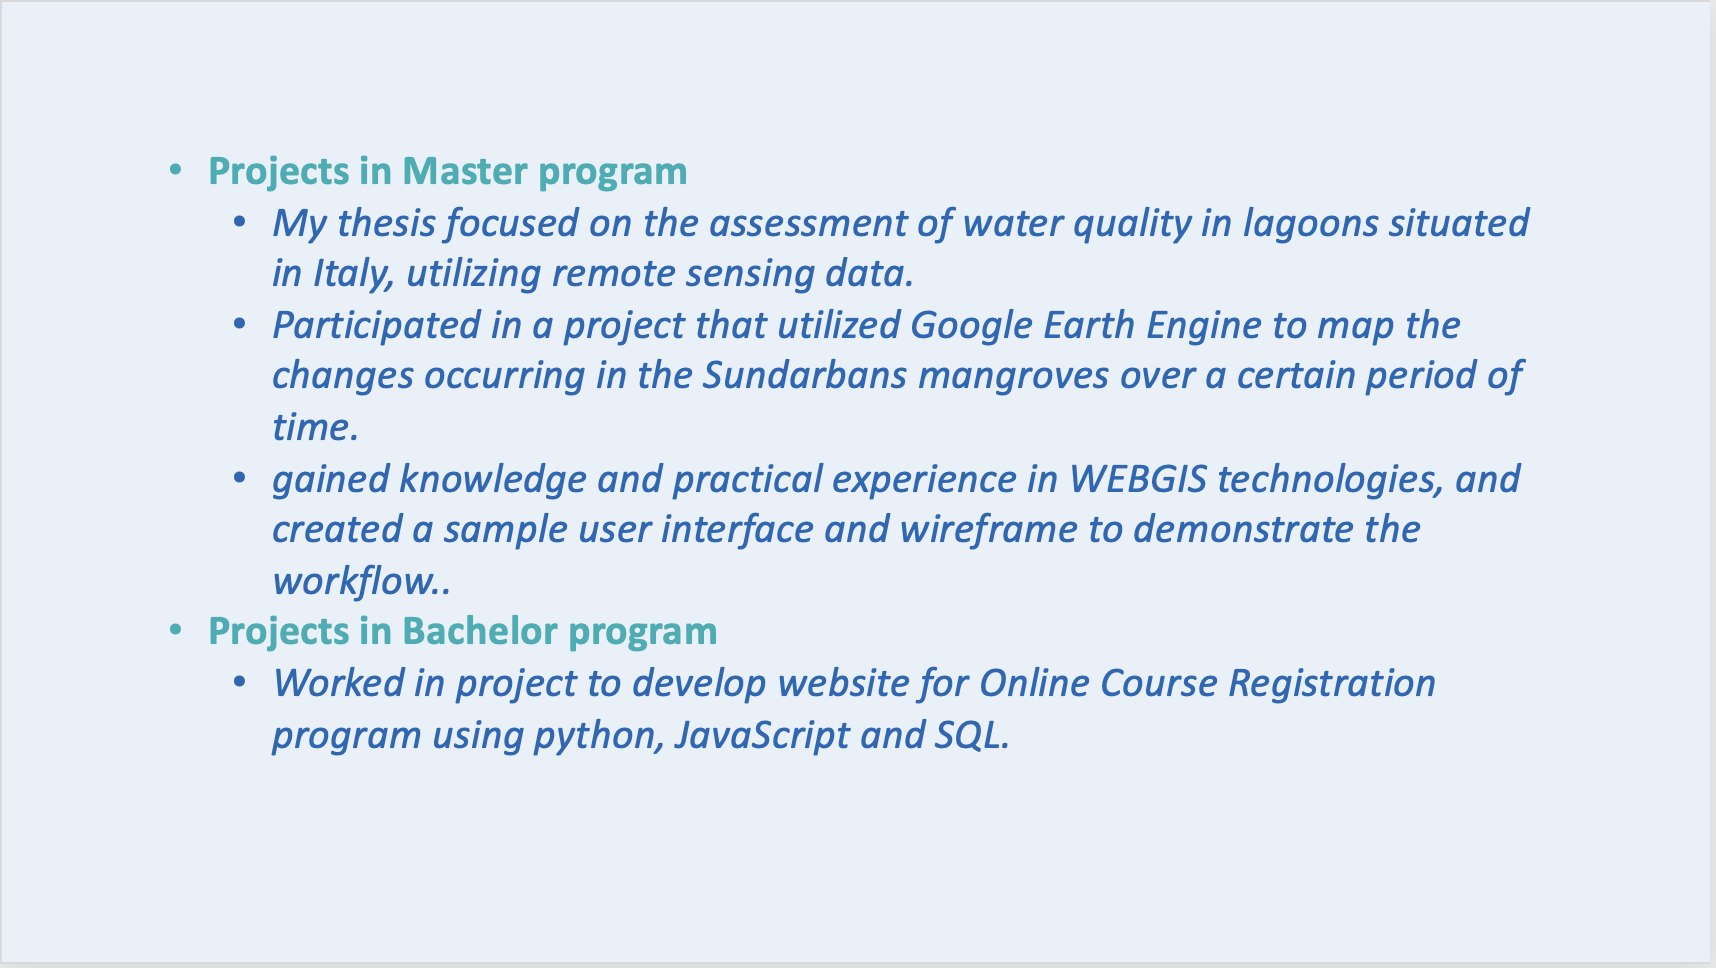 • Projects in Master program
• My thesis focused on the assessment of water quality in lagoons situated
in Italy, utilizing remote sensing data.
• Participated in a project that utilized Google Earth Engine to map the
changes occurring in the Sundarbans mangroves over a certain period of
time.
• gained knowledge and practical experience in WEBGIS technologies, and
created a sample user interface and wireframe to demonstrate the
workflow..
• Projects in Bachelor program
• Worked in project to develop website for Online Course Registration
program using python, JavaScript and SQL.